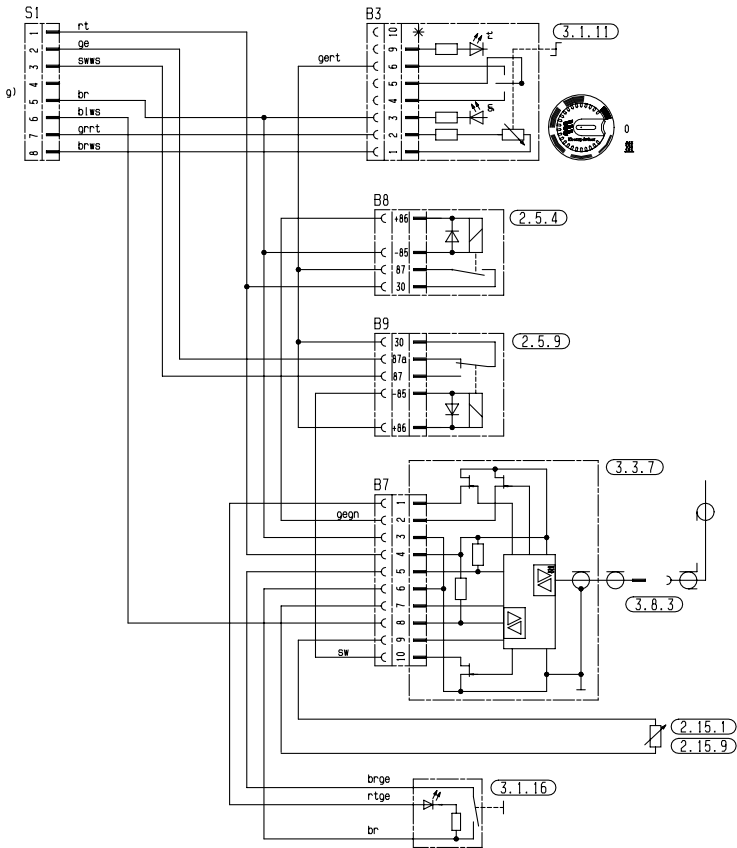 S1
B3
1 rt
2 ge
3 swws
4
g)
5 br
6 blws
7 grrt
8 brws
gert
10
9
6
5
4
3
2
1
3.1.11
0
B8
+86
-85
87
30
2.5.4
B9
30
87a
87
-85
+86
2.5.9
B7
1
gegn
2
3
4
5
6
7
8
9
sw
10
3.3.7
3.8.3
2.15.1
2.15.9
brge
rtge
br
3.1.16